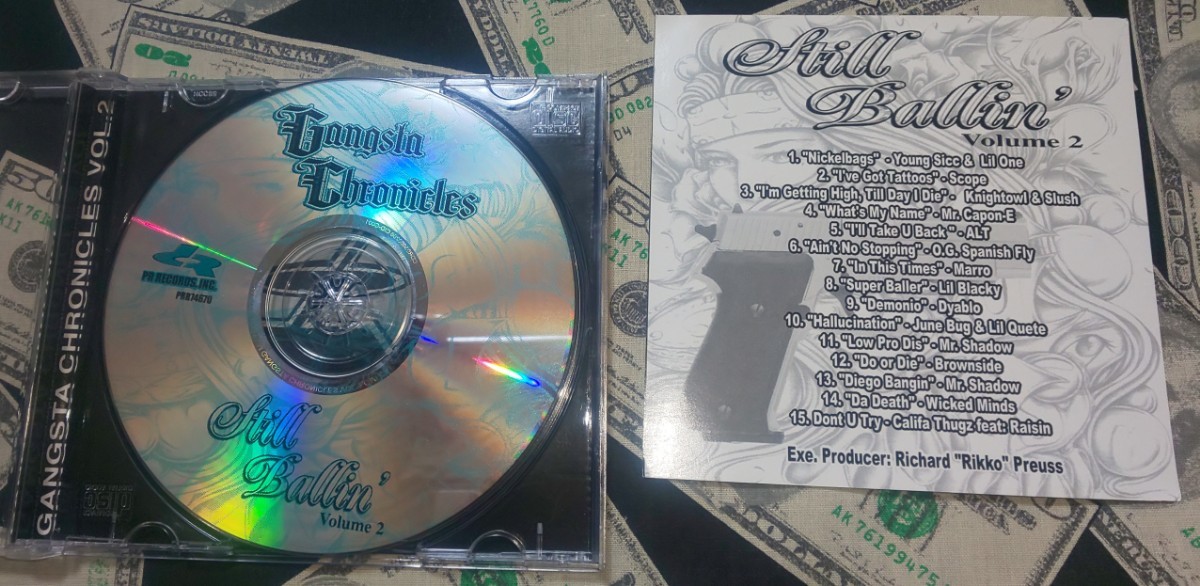 GANGSTA CHRONICLES VOL.2
Gangsta
Chronicles
PR RECORDS, INC.
PRR74670
Still
Ballin'
Volume 2
Still
Ballin'
Volume 2
1. "Nickelbags" - Young Sicc & Lil One
2. "I've Got Tattoos" - Scope
3. "I'm Getting High, Till Day I Die" - Knightowl & Slush
4. "What's My Name" - Mr. Capon-E
5. "I'll Take U Back" - ALT
6. "Ain't No Stopping" - O.G. Spanish Fly
7. "In This Times" - Marro
8. "Super Baller" - Lil Blacky
9. "Demonio" - Dyablo
10. "Hallucination" - June Bug & Lil Quete
11. "Low Pro Dis" - Mr. Shadow
12. "Do or Die" - Brownside
13. "Diego Bangin" - Mr. Shadow
14. "Da Death" - Wicked Minds
15. Dont U Try - Califa Thugz feat: Raisin
Exe. Producer: Richard "Rikko" Preuss
AK76199475